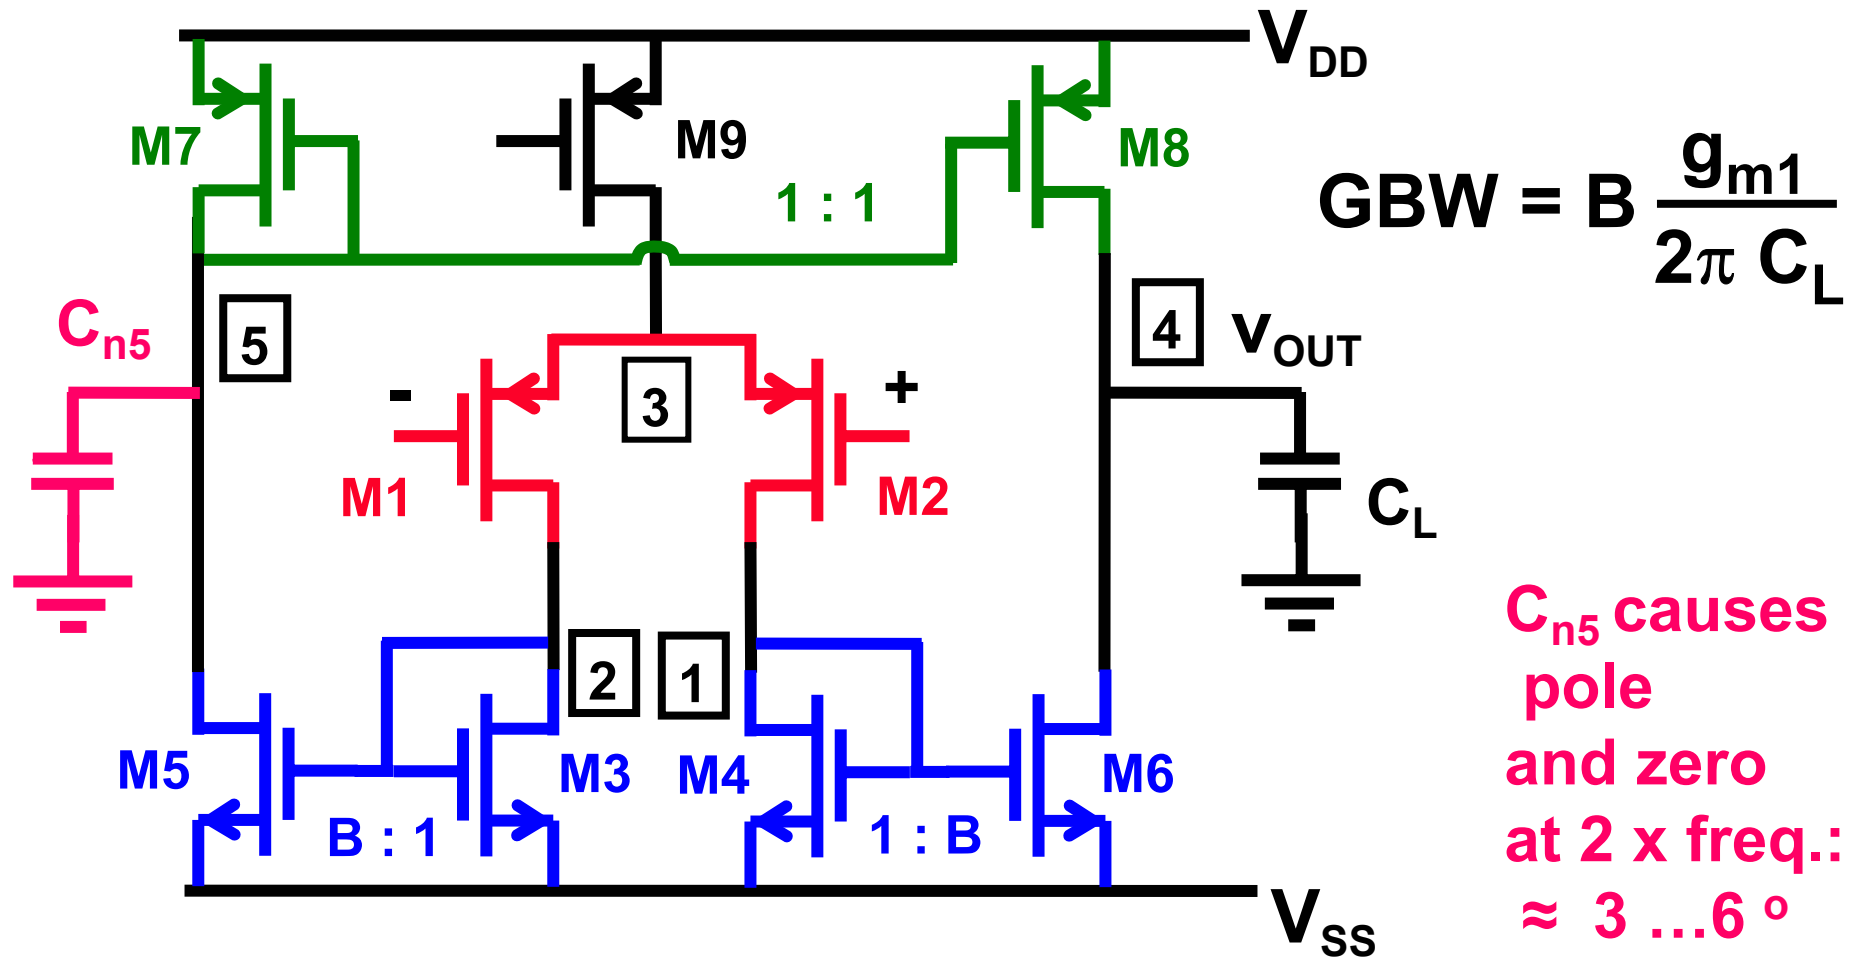 VDD
M7
M9
M8
1 : 1
GBW = B gm1
2π CL
Cn5
5
4
vOUT
-
3
+
M1
M2
CL
2
1
M5
M3
M4
M6
B : 1
1 : B
VSS
Cn5 causes
pole
and zero
at 2 x freq.:
≈ 3 ...6 o